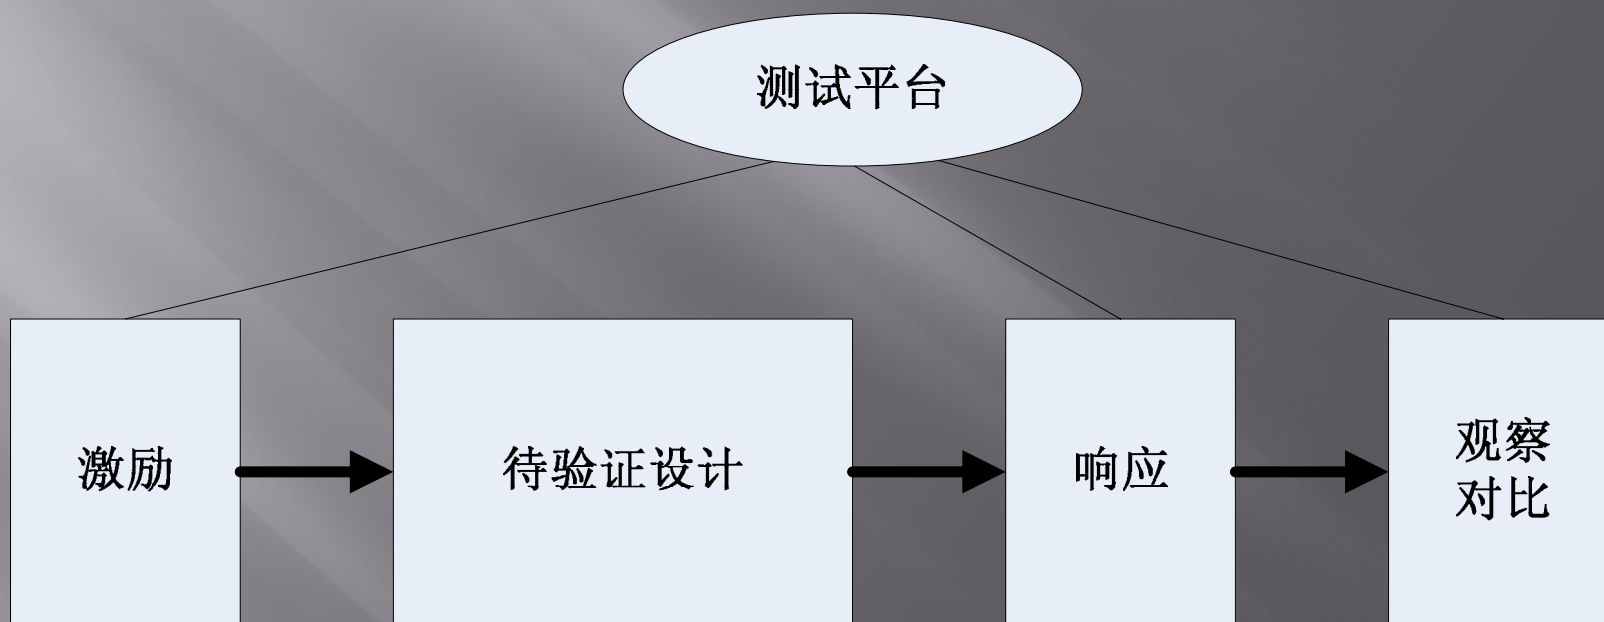 测试平台
激励
待验证设计
响应
观察
对比